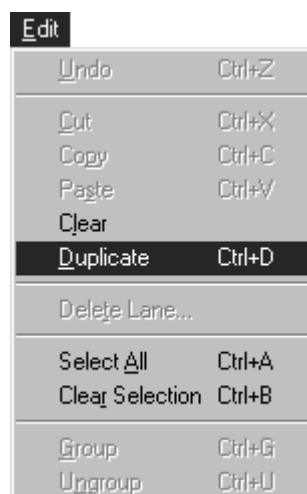 Edit
Undo Ctrl+Z
Cut Ctrl+X
Copy Ctrl+C
Paste Ctrl+V
Clear
Duplicate Ctrl+D
Delete Lane...
Select All Ctrl+A
Clear Selection Ctrl+B
Group Ctrl+G
Ungroup Ctrl+U